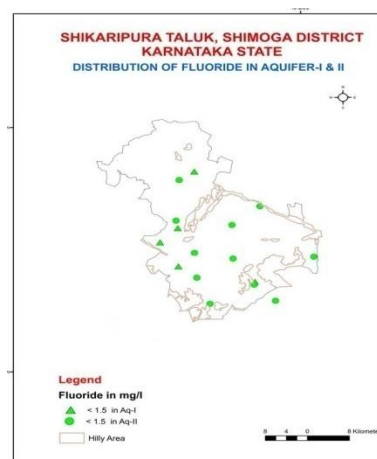 SHIKARIPURA TALUK, SHIMOGA DISTRICT
KARNATAKA STATE
DISTRIBUTION OF FLUORIDE IN AQUIFER-I & II
N
Legend
Fluoride in mg/l
< 1.5 in Aq-I
< 1.5 in Aq-II
Hilly Area
8 4 0 8 Kilomete